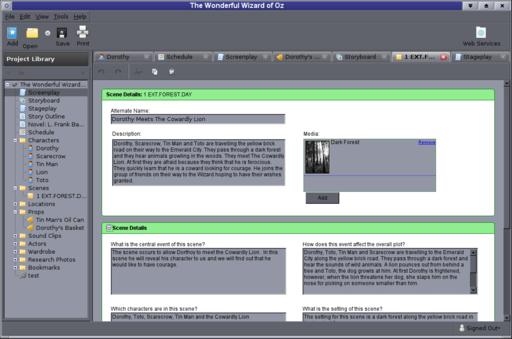 The Wonderful Wizard of Oz
File Edit View Tools Help
Add Open Save Print Web Services
Project Library
Dorothy Schedule Screenplay Dorothy's ... Storyboard 1 EXT.F... Stageplay
The Wonderful Wizard
Screenplay
Storyboard
Stageplay
Story Outline
Novel: L. Frank Ba...
Schedule
Characters
Dorothy
Scarecrow
Tin Man
Lion
Toto
Scenes
1 EXT.FOREST.D...
Locations
Props
Tin Man's Oil Can
Dorothy's Basket
Sound Clips
Actors
Wardrobe
Research Photos
Bookmarks
test
Scene Details: 1 EXT.FOREST.DAY
Alternate Name:
Dorothy Meets The Cowardly Lion
Description:
Dorothy, Scarecrow, Tin Man and Toto are travelling the yellow brick
road on their way to the Emerald City. They pass through a dark forest
and they hear animals growling in the woods. They meet The Cowardly
Lion. At first they are afraid because they think that he is ferocious.
They quickly learn that he is a coward looking for courage. He joins the
group of friends on their way to the Wizard hoping to have their wishes
granted.
Media:
Dark Forest Remove
Add
Scene Details
What is the central event of this scene?
The scene occurs to allow Dorthy to meet the Cowardly Lion. In this
scene he will reveal his character to us and we will find out that he
would like to have courage.
How does this event affect the overall plot?
Dorothy, Toto, Tin Man and Scarecrow are travelling to the Emerald
City along the yellow brick road. They pass through a dark forest and
hear the sounds of wild animals. A lion pounces out from behind a
tree and Toto, the dog growls at him. At first Dorothy is frightened,
however, when the lion threatens her dog, she slaps him on the
nose for picking on someone smaller than him.
Which characters are in this scene?
Dorothy, Toto, Scarecrow, Tin Man and the Cowardly Lion
What is the setting of this scene?
The setting for this scene is a dark forest along the yellow brick road in
Signed Out